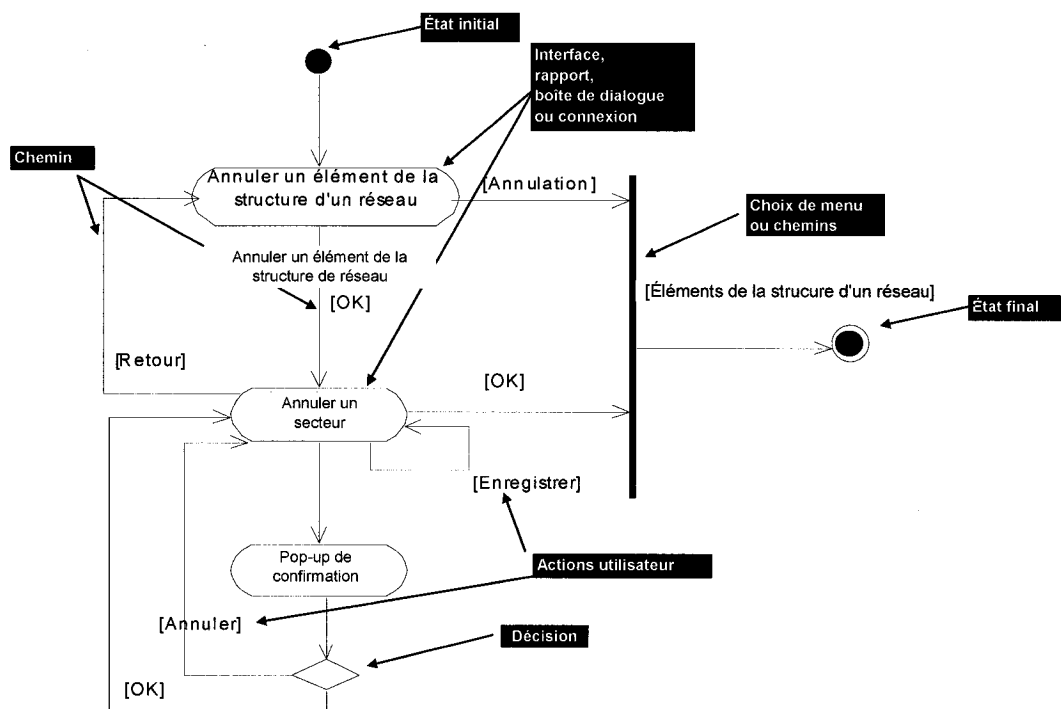 État initial
Interface,
rapport,
boîte de dialogue
ou connexion
Chemin
Annuler un élément de la
structure d'un réseau
[Annulation]
Choix de menu
ou chemins
Annuler un élément de la
structure de réseau
[OK]
[Éléments de la strucure d'un réseau]
État final
[Retour]
[OK]
Annuler un
secteur
[Enregistrer]
Pop-up de
confirmation
Actions utilisateur
[Annuler]
Décision
[OK]